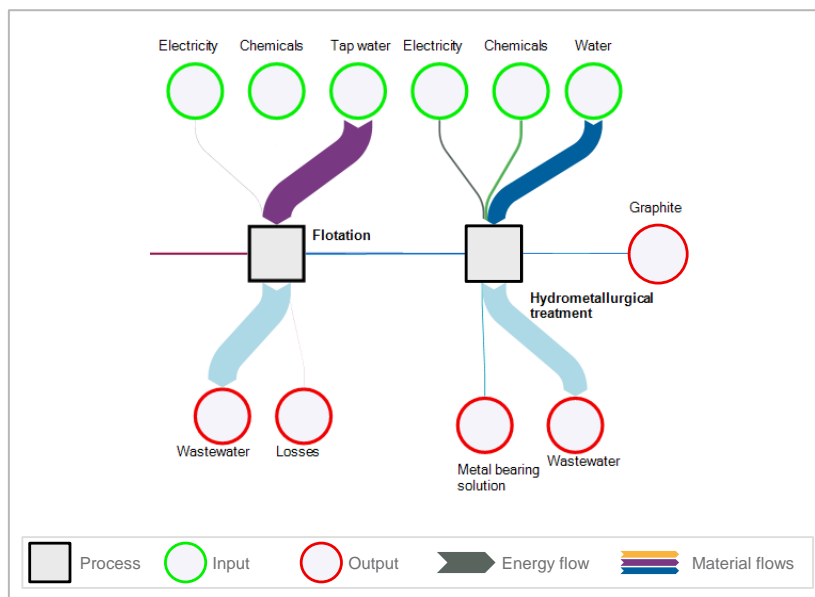 Electricity
Chemicals
Tap water
Electricity
Chemicals
Water
Graphite
Flotation
Hydrometallurgical
treatment
Wastewater
Losses
Metal bearing
solution
Wastewater
Process
Input
Output
Energy flow
Material flows